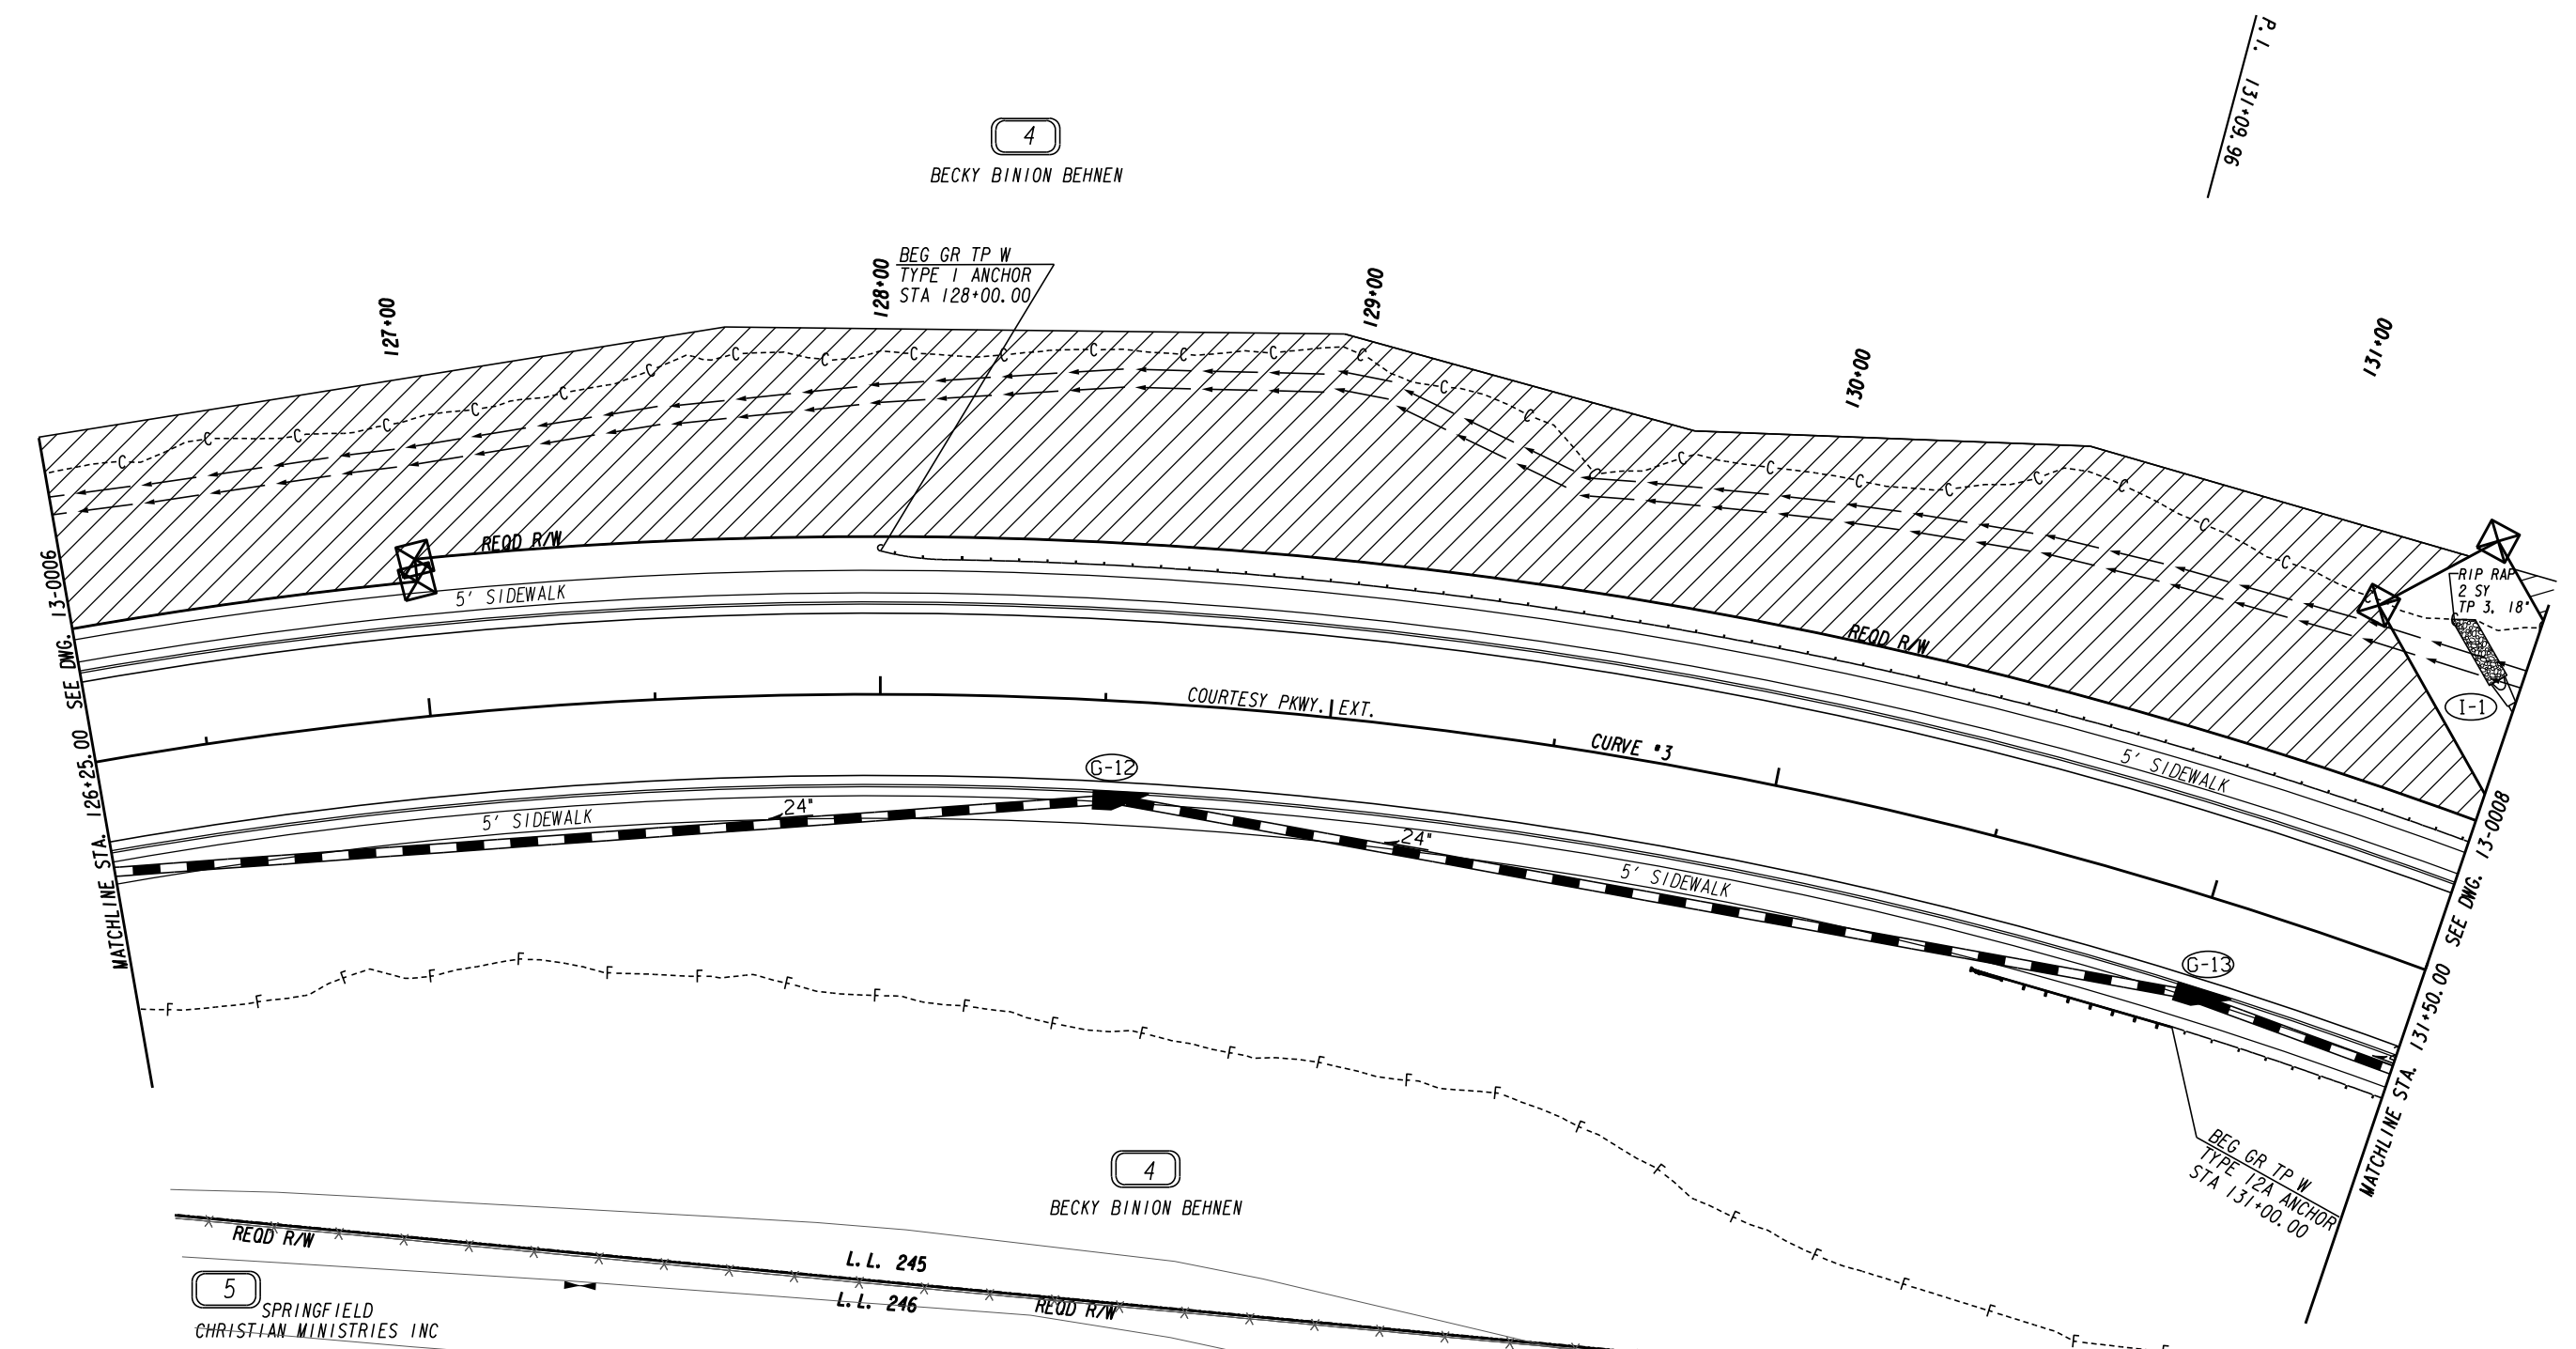 P. I. 131+09.96
4
BECKY BINION BEHNEN
BEG GR TP W
TYPE 1 ANCHOR
STA 128+00.00
127+00
128+00
129+00
130+00
131+00
C C C C C C C C C C C C C C C C C C C C C C C C C C
REQD R/W
5' SIDEWALK
RIP RAP
2 SY
TP 3, 18"
I-1
REQD R/W
5' SIDEWALK
COURTESY PKWY. EXT.
CURVE #3
G-12
24"
5' SIDEWALK
24"
5' SIDEWALK
G-13
MATCHLINE STA. 126+25.00 SEE DWG. 13-0006
MATCHLINE STA. 131+50.00 SEE DWG. 13-0008
F F F F F F F F F F F F F F F F F F F F F F F F
BEG GR TP W
TYPE 12A ANCHOR
STA 131+00.00
4
BECKY BINION BEHNEN
REQD R/W
L.L. 245
L.L. 246
REQD R/W
5
SPRINGFIELD
CHRISTIAN MINISTRIES INC